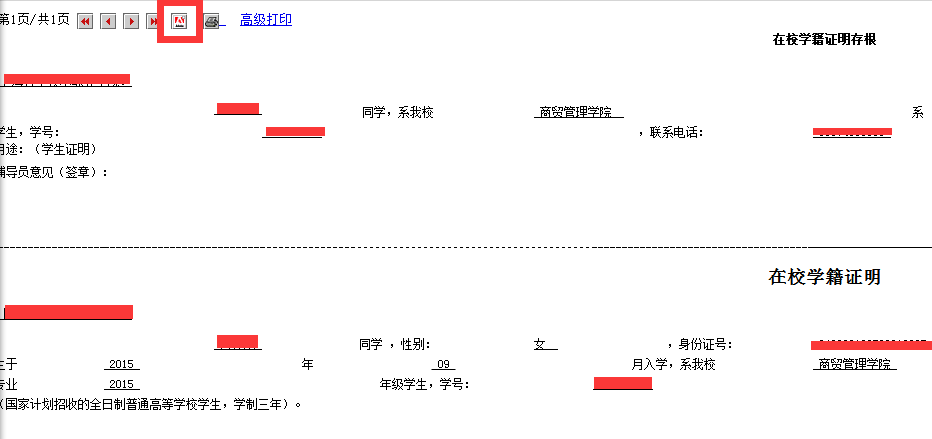 第1页/共1页 高级打印
在校学籍证明存根
同学，系我校 商贸管理学院 系
学生，学号： ，联系电话：
用途：（学生证明）
辅导员意见（签章）：
在校学籍证明
同学 ，性别： 女 ，身份证号：
生于 2015 年 09 月入学，系我校 商贸管理学院
专业 2015 年级学生，学号：
（国家计划招收的全日制普通高等学校学生，学制三年）。